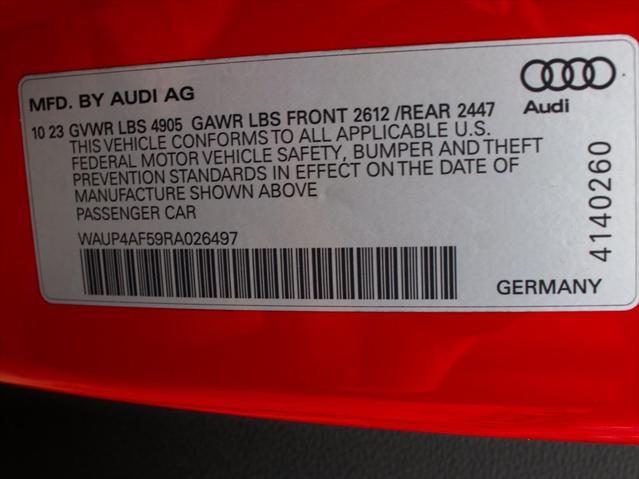 MFD. BY AUDI AG
Audi
10 23 GVWR LBS 4905 GAWR LBS FRONT 2612 /REAR 2447
THIS VEHICLE CONFORMS TO ALL APPLICABLE U.S.
FEDERAL MOTOR VEHICLE SAFETY, BUMPER AND THEFT
PREVENTION STANDARDS IN EFFECT ON THE DATE OF
MANUFACTURE SHOWN ABOVE
PASSENGER CAR
WAUP4AF59RA026497
4140260
GERMANY